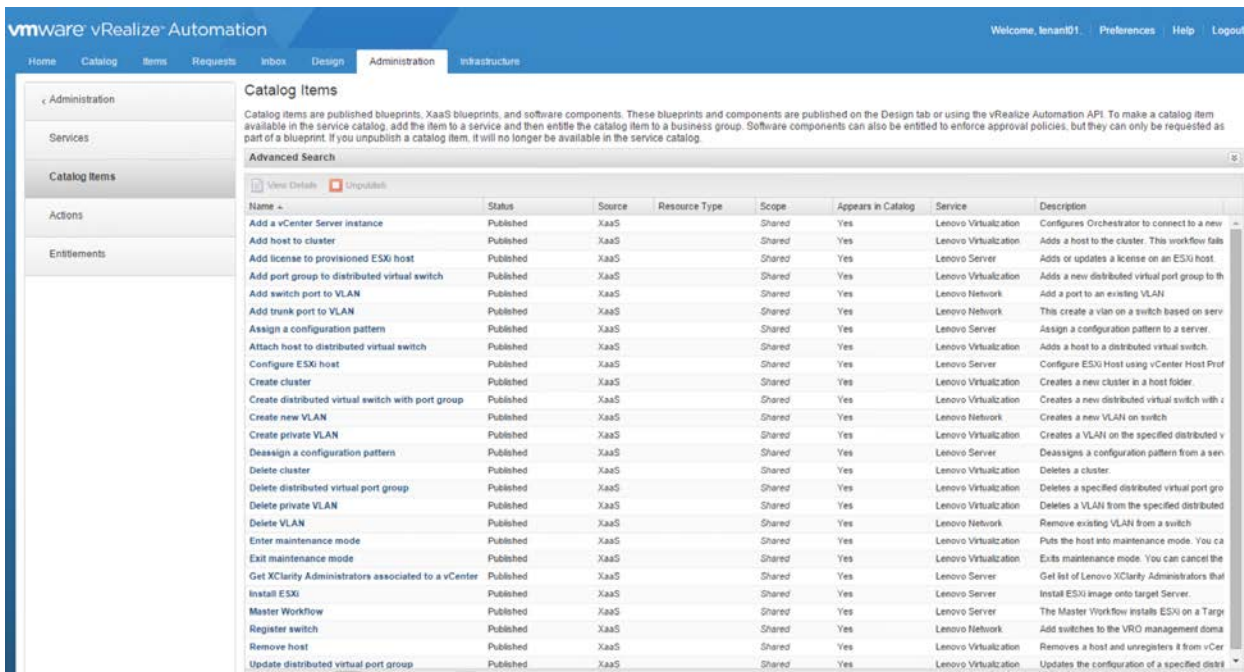 vmware vRealize Automation
Welcome, tenant01. Preferences Help Logout
Home Catalog Items Requests Inbox Design Administration Infrastructure
Administration
Services
Catalog Items
Actions
Entitlements
Catalog Items
Catalog items are published blueprints, XaaS blueprints, and software components. These blueprints and components are published on the Design tab or using the vRealize Automation API. To make a catalog item
available in the service catalog, add the item to a service and then entitle the catalog item to a business group. Software components can also be entitled to enforce approval policies, but they can only be requested as
part of a blueprint. If you unpublish a catalog item, it will no longer be available in the service catalog.
Advanced Search
View Details Unpublish
Name Status Source Resource Type Scope Appears in Catalog Service Description
Add a vCenter Server instance Published XaaS Shared Yes Lenovo Virtualization Configures Orchestrator to connect to a new
Add host to cluster Published XaaS Shared Yes Lenovo Virtualization Adds a host to the cluster. This workflow fails
Add license to provisioned ESXi host Published XaaS Shared Yes Lenovo Server Adds or updates a license on an ESXi host.
Add port group to distributed virtual switch Published XaaS Shared Yes Lenovo Virtualization Adds a new distributed virtual port group to th
Add switch port to VLAN Published XaaS Shared Yes Lenovo Network Add a port to an existing VLAN
Add trunk port to VLAN Published XaaS Shared Yes Lenovo Network This create a vlan on a switch based on serv
Assign a configuration pattern Published XaaS Shared Yes Lenovo Server Assign a configuration pattern to a server.
Attach host to distributed virtual switch Published XaaS Shared Yes Lenovo Virtualization Adds a host to a distributed virtual switch.
Configure ESXi host Published XaaS Shared Yes Lenovo Server Configure ESXi Host using vCenter Host Prof
Create cluster Published XaaS Shared Yes Lenovo Virtualization Creates a new cluster in a host folder.
Create distributed virtual switch with port group Published XaaS Shared Yes Lenovo Virtualization Creates a new distributed virtual switch with a
Create new VLAN Published XaaS Shared Yes Lenovo Network Creates a new VLAN on switch
Create private VLAN Published XaaS Shared Yes Lenovo Virtualization Creates a VLAN on the specified distributed v
Deassign a configuration pattern Published XaaS Shared Yes Lenovo Server Deassigns a configuration pattern from a serv
Delete cluster Published XaaS Shared Yes Lenovo Virtualization Deletes a cluster.
Delete distributed virtual port group Published XaaS Shared Yes Lenovo Virtualization Deletes a specified distributed virtual port gro
Delete private VLAN Published XaaS Shared Yes Lenovo Virtualization Deletes a VLAN from the specified distributed
Delete VLAN Published XaaS Shared Yes Lenovo Network Remove existing VLAN from a switch
Enter maintenance mode Published XaaS Shared Yes Lenovo Virtualization Puts the host into maintenance mode. You ca
Exit maintenance mode Published XaaS Shared Yes Lenovo Virtualization Exits maintenance mode. You can cancel the
Get XClarity Administrators associated to a vCenter Published XaaS Shared Yes Lenovo Server Get list of Lenovo XClarity Administrators that
Install ESXi Published XaaS Shared Yes Lenovo Server Install ESXi image onto target Server.
Master Workflow Published XaaS Shared Yes Lenovo Server The Master Workflow installs ESXi on a Targe
Register switch Published XaaS Shared Yes Lenovo Network Add switches to the VRO management doma
Remove host Published XaaS Shared Yes Lenovo Virtualization Removes a host and unregisters it from vCer
Update distributed virtual port group Published XaaS Shared Yes Lenovo Virtualization Updates the configuration of a specified distri